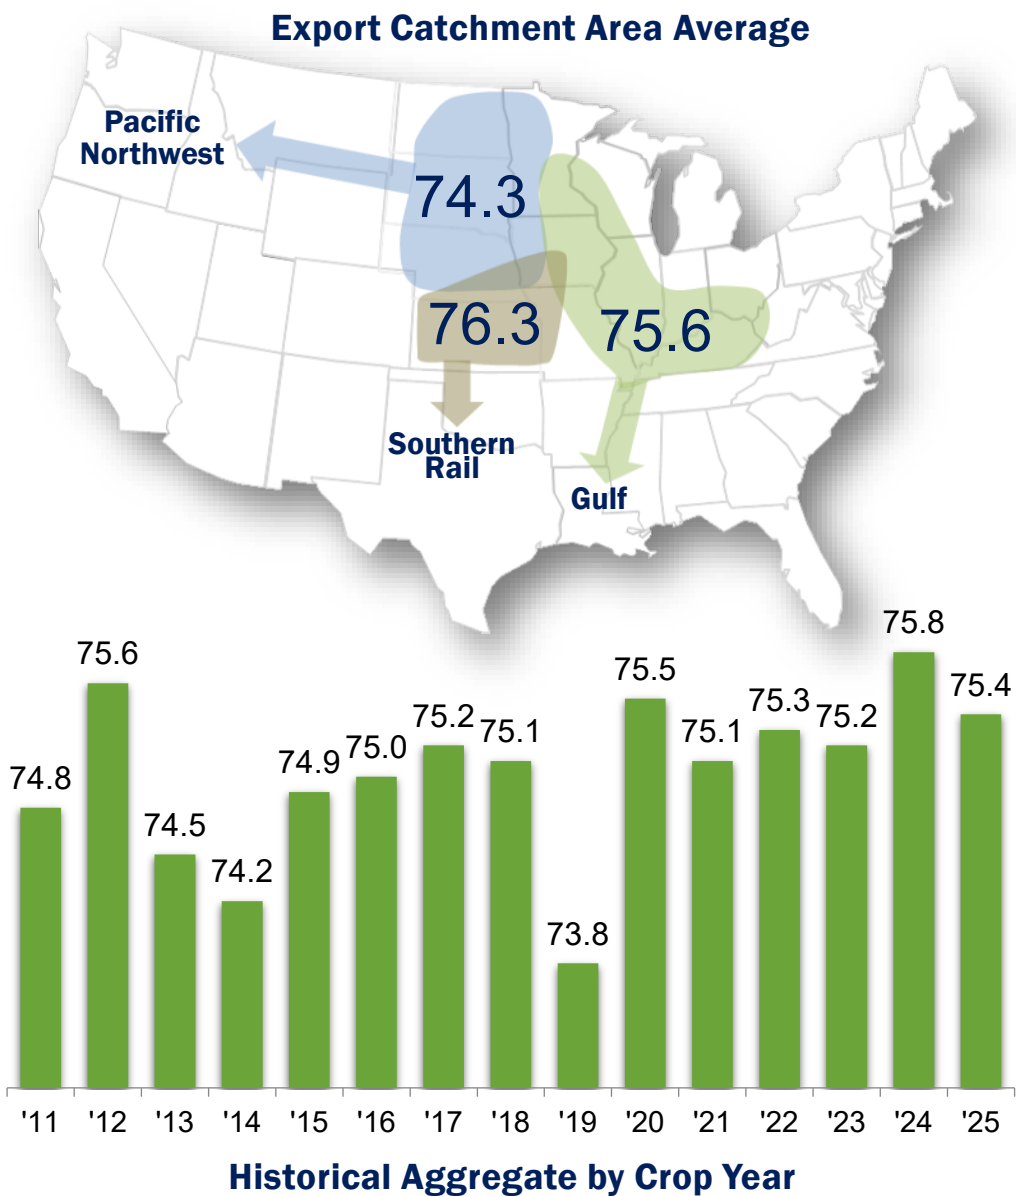 Export Catchment Area Average
Pacific
Northwest
74.3
76.3
75.6
Southern
Rail
Gulf
74.8
75.6
74.5
74.2
74.9
75.0
75.2
75.1
73.8
75.5
75.1
75.3
75.2
75.8
75.4
'11 '12 '13 '14 '15 '16 '17 '18 '19 '20 '21 '22 '23 '24 '25
Historical Aggregate by Crop Year